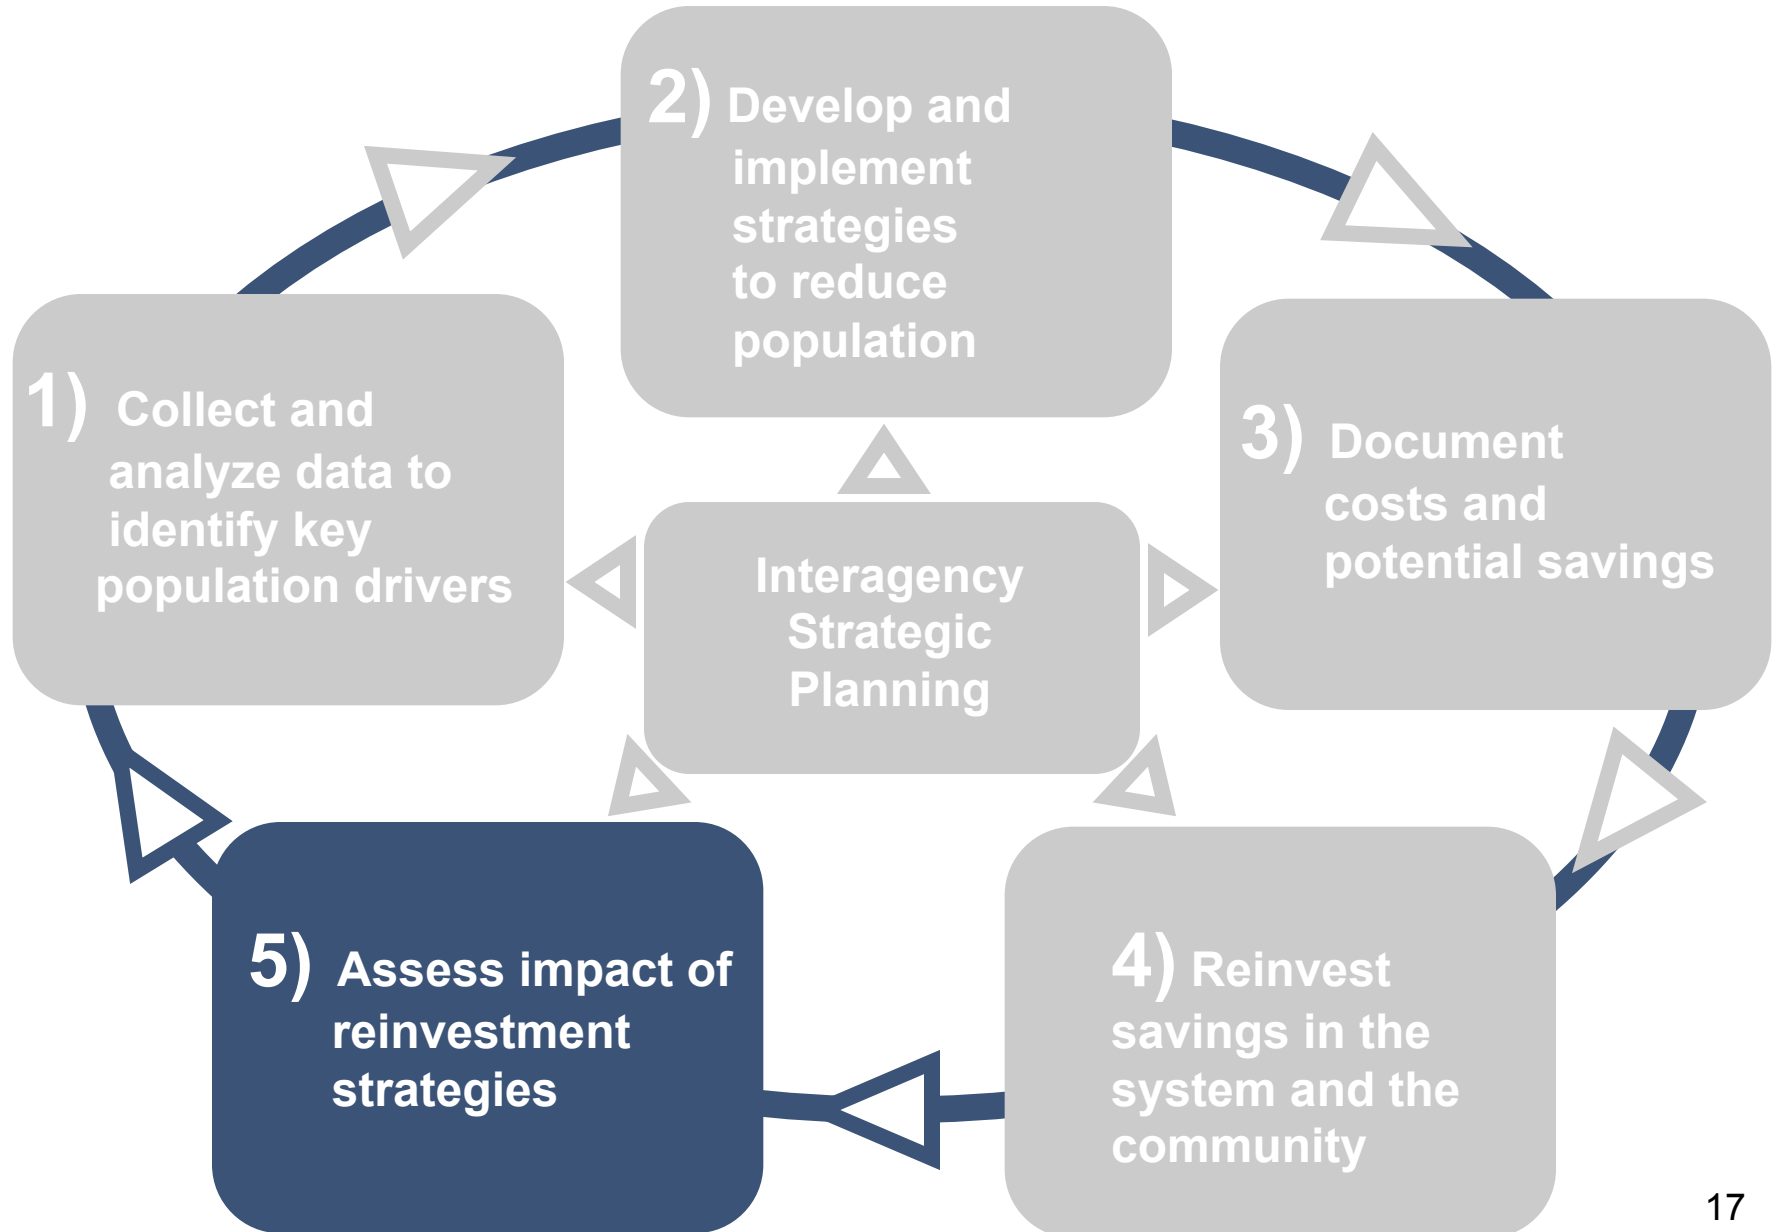 2) Develop and
implement
strategies
to reduce
population
1) Collect and
analyze data to
identify key
population drivers
3) Document
costs and
potential savings
Interagency
Strategic
Planning
5) Assess impact of
reinvestment
strategies
4) Reinvest
savings in the
system and the
community
17